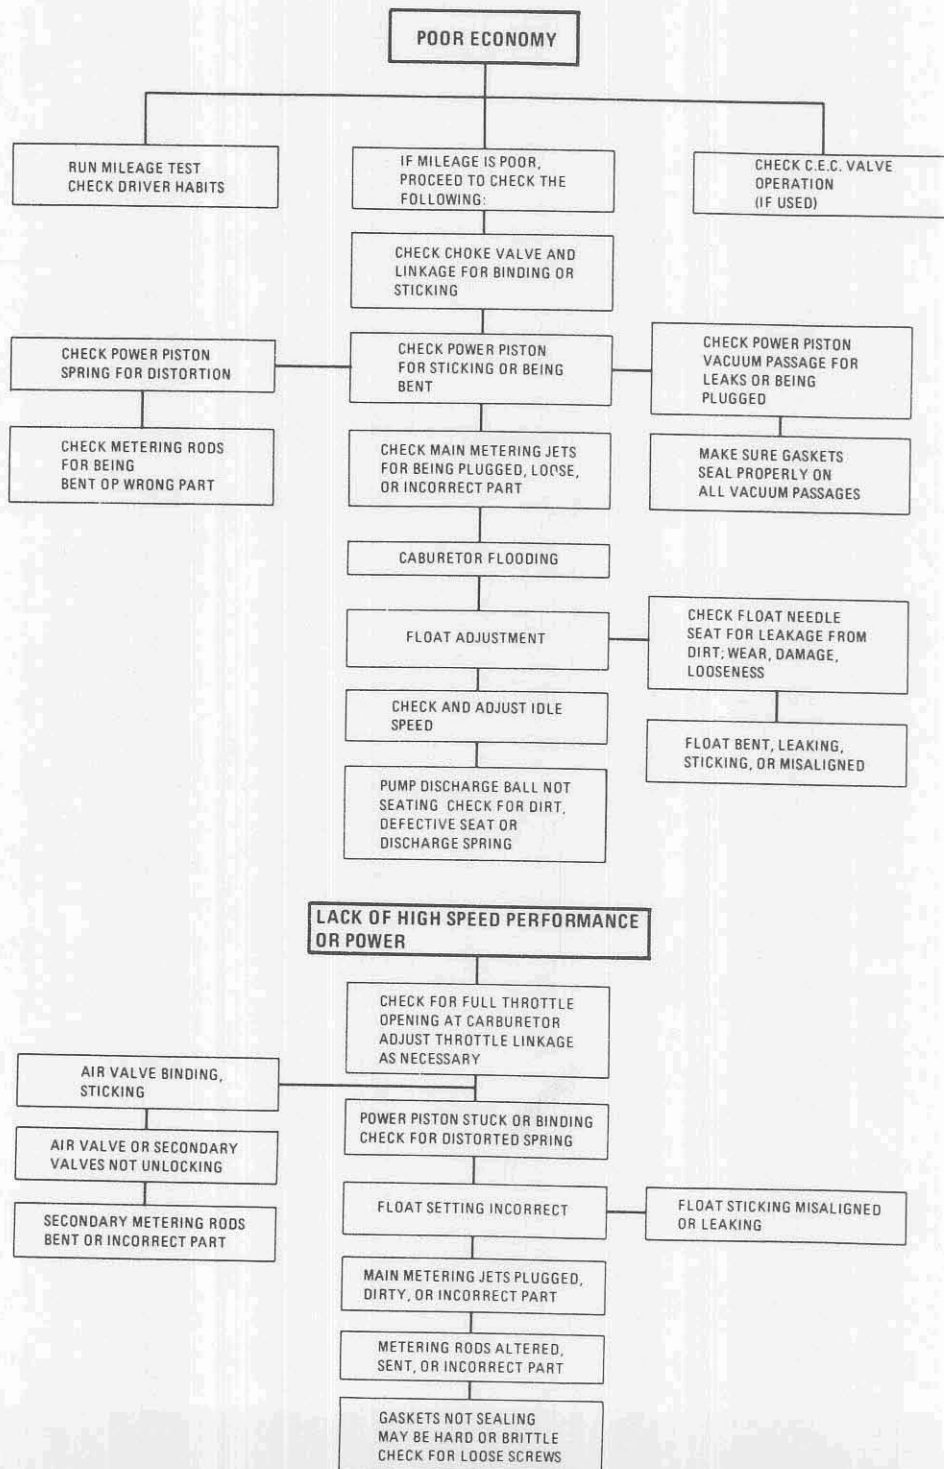 POOR ECONOMY
RUN MILEAGE TEST
CHECK DRIVER HABITS
IF MILEAGE IS POOR,
PROCEED TO CHECK THE
FOLLOWING:
CHECK C.E.C. VALVE
OPERATION
(IF USED)
CHECK CHOKE VALVE AND
LINKAGE FOR BINDING OR
STICKING
CHECK POWER PISTON
SPRING FOR DISTORTION
CHECK POWER PISTON
FOR STICKING OR BEING
BENT
CHECK POWER PISTON
VACUUM PASSAGE FOR
LEAKS OR BEING
PLUGGED
CHECK METERING RODS
FOR BEING
BENT OP WRONG PART
CHECK MAIN METERING JETS
FOR BEING PLUGGED, LOOSE,
OR INCORRECT PART
MAKE SURE GASKETS
SEAL PROPERLY ON
ALL VACUUM PASSAGES
CABURETOR FLOODING
FLOAT ADJUSTMENT
CHECK FLOAT NEEDLE
SEAT FOR LEAKAGE FROM
DIRT; WEAR, DAMAGE,
LOOSENESS
CHECK AND ADJUST IDLE
SPEED
FLOAT BENT, LEAKING,
STICKING, OR MISALIGNED
PUMP DISCHARGE BALL NOT
SEATING CHECK FOR DIRT,
DEFECTIVE SEAT OR
DISCHARGE SPRING
LACK OF HIGH SPEED PERFORMANCE
OR POWER
CHECK FOR FULL THROTTLE
OPENING AT CARBURETOR
ADJUST THROTTLE LINKAGE
AS NECESSARY
AIR VALVE BINDING,
STICKING
POWER PISTON STUCK OR BINDING
CHECK FOR DISTORTED SPRING
AIR VALVE OR SECONDARY
VALVES NOT UNLOCKING
FLOAT SETTING INCORRECT
FLOAT STICKING MISALIGNED
OR LEAKING
SECONDARY METERING RODS
BENT OR INCORRECT PART
MAIN METERING JETS PLUGGED,
DIRTY, OR INCORRECT PART
METERING RODS ALTERED,
SENT, OR INCORRECT PART
GASKETS NOT SEALING
MAY BE HARD OR BRITTLE
CHECK FOR LOOSE SCREWS